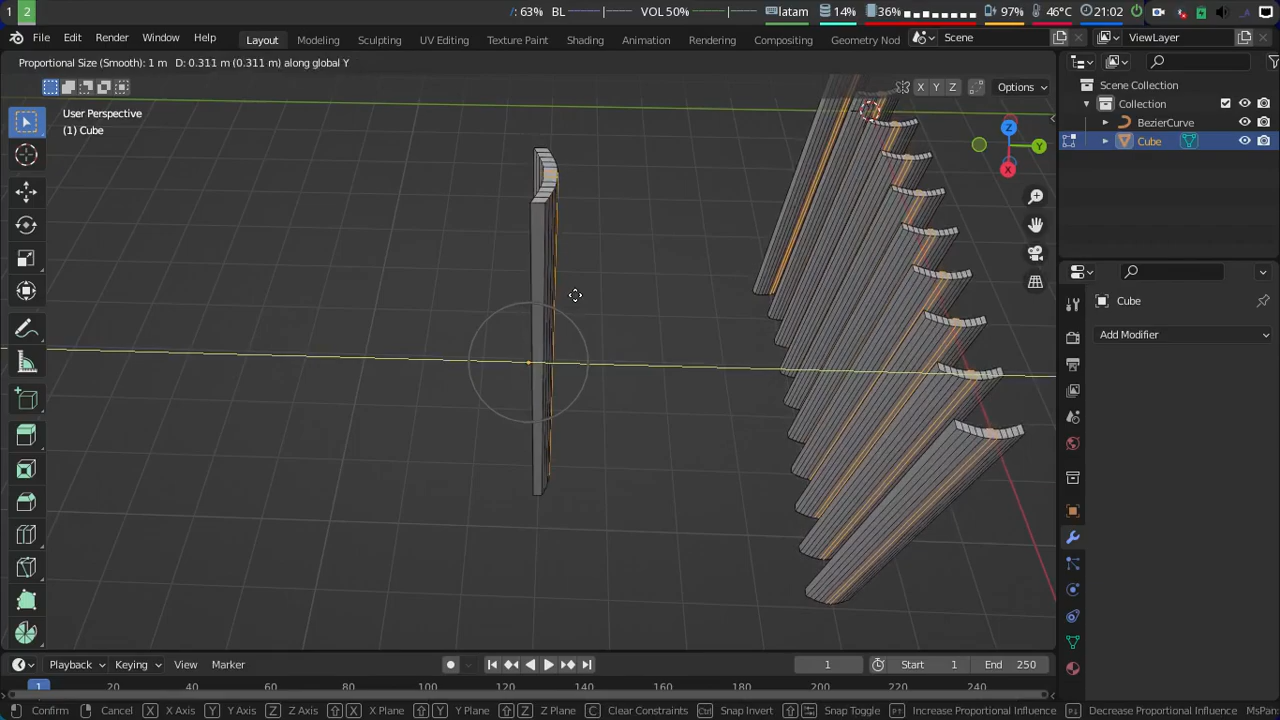 1 2 /: 63% BL VOL 50% latam 14% 36% 97% 46°C 21:02
File Edit Render Window Help Layout Modeling Sculpting UV Editing Texture Paint Shading Animation Rendering Compositing Geometry Nod Scene ViewLayer
Proportional Size (Smooth): 1 m D: 0.311 m (0.311 m) along global Y
X Y Z Options
Scene Collection
Collection
BezierCurve
Cube
User Perspective
(1) Cube
Z
Y
X
Cube
Add Modifier
Playback Keying View Marker 1 Start 1 End 250
1 20 40 60 80 100 120 140 160 180 200 220 240
Confirm Cancel X X Axis Y Y Axis Z Z Axis X X Plane Y Y Plane Z Z Plane C Clear Constraints Ctrl Snap Invert Snap Toggle Increase Proportional Influence Decrease Proportional Influence MsPan